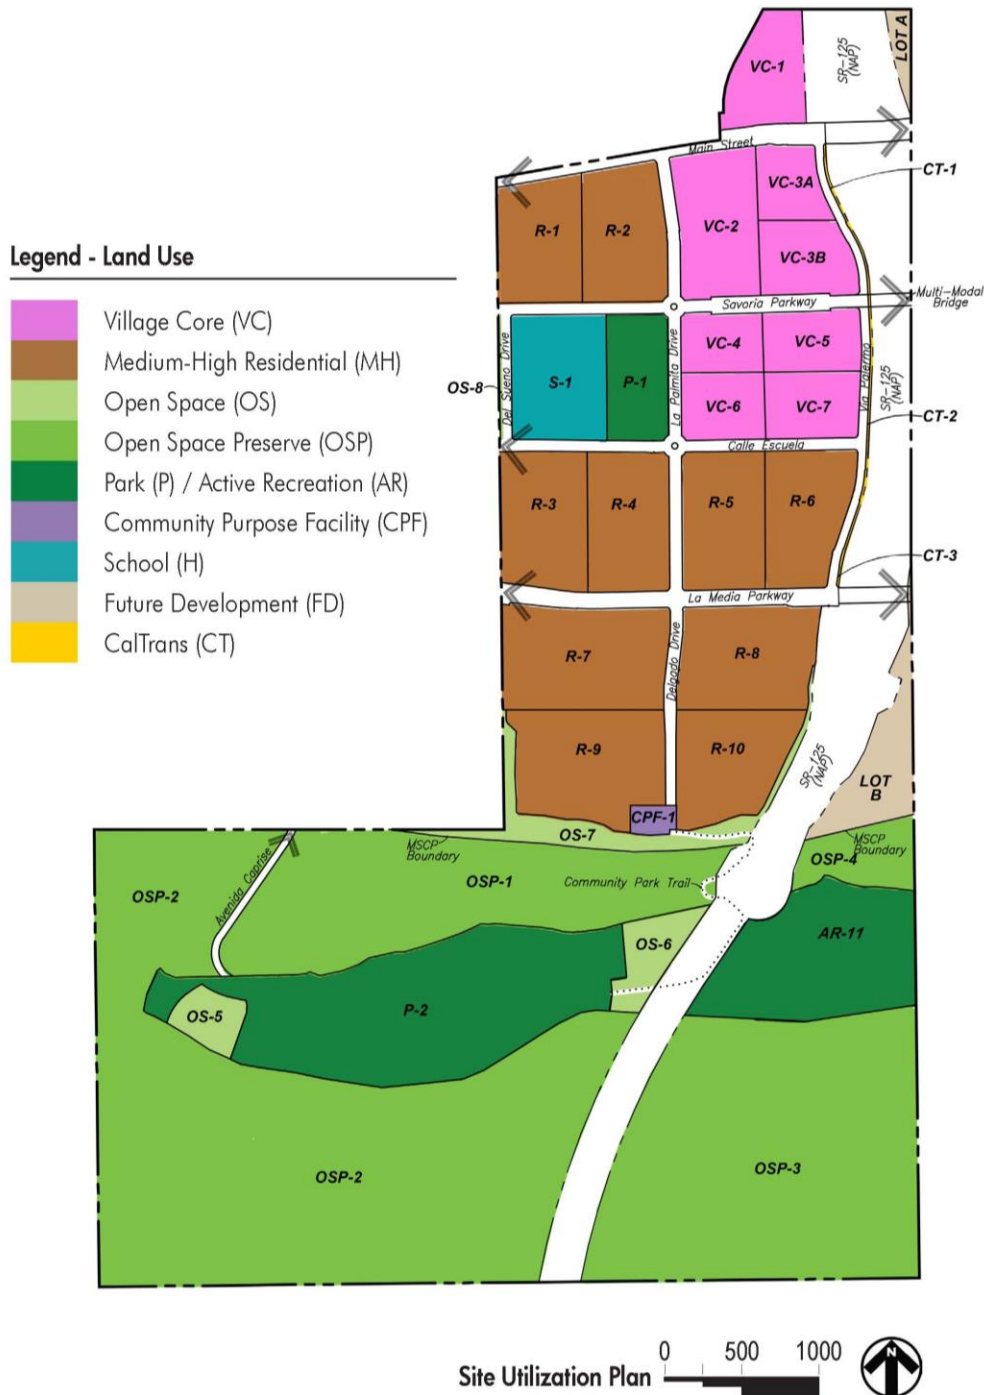 LOT A
SR-125
(NAP)
VC-1
Main Street
CT-1
VC-3A
R-1
R-2
VC-2
VC-3B
Legend - Land Use
Multi-Modal
Bridge
Savoria Parkway
Village Core (VC)
Medium-High Residential (MH)
Open Space (OS)
Open Space Preserve (OSP)
Park (P) / Active Recreation (AR)
Community Purpose Facility (CPF)
School (H)
Future Development (FD)
CalTrans (CT)
OS-8
Del Sueno Drive
S-1
P-1
La Palmita Drive
VC-4
VC-5
VC-6
VC-7
Via Palermo
SR-125
(NAP)
CT-2
Calle Escuela
R-3
R-4
R-5
R-6
CT-3
La Media Parkway
R-7
Delgado Drive
R-8
R-9
R-10
SR-125
(NAP)
LOT
B
CPF-1
OS-7
MSCP
Boundary
MSCP
Boundary
OSP-4
Avenida Caprise
OSP-2
OSP-1
Community Park Trail
OS-6
AR-11
OS-5
P-2
OSP-2
OSP-3
Site Utilization Plan
0 500 1000
N